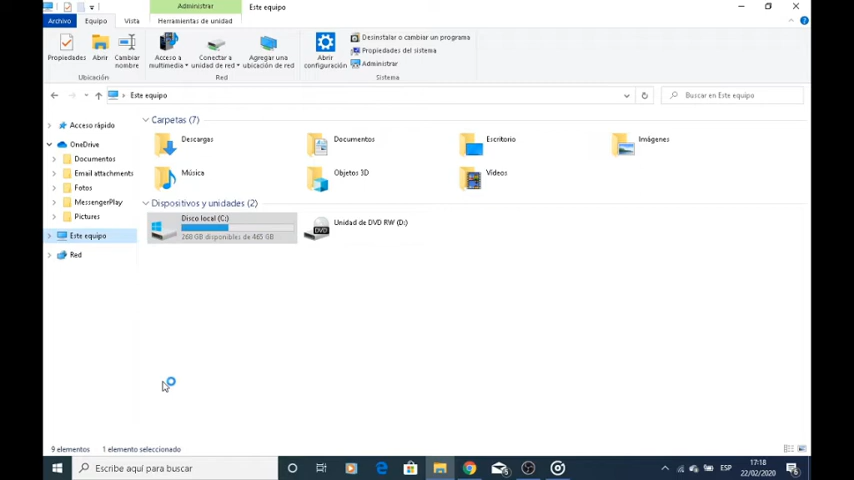 Administrar
Este equipo
Archivo
Equipo
Vista
Herramientas de unidad
Propiedades
Abrir
Cambiar nombre
Acceso a multimedia
Conectar a unidad de red
Agregar una ubicación de red
Abrir configuración
Desinstalar o cambiar un programa
Propiedades del sistema
Administrar
Ubicación
Red
Sistema
Este equipo
Buscar en Este equipo
Acceso rápido
OneDrive
Documentos
Email attachments
Fotos
MessengerPlay
Pictures
Este equipo
Red
Carpetas (7)
Descargas
Documentos
Escritorio
Imágenes
Música
Objetos 3D
Vídeos
Dispositivos y unidades (2)
Disco local (C:)
268 GB disponibles de 465 GB
DVD
Unidad de DVD RW (D:)
9 elementos
1 elemento seleccionado
Escribe aquí para buscar
ESP
17:18
22/02/2020